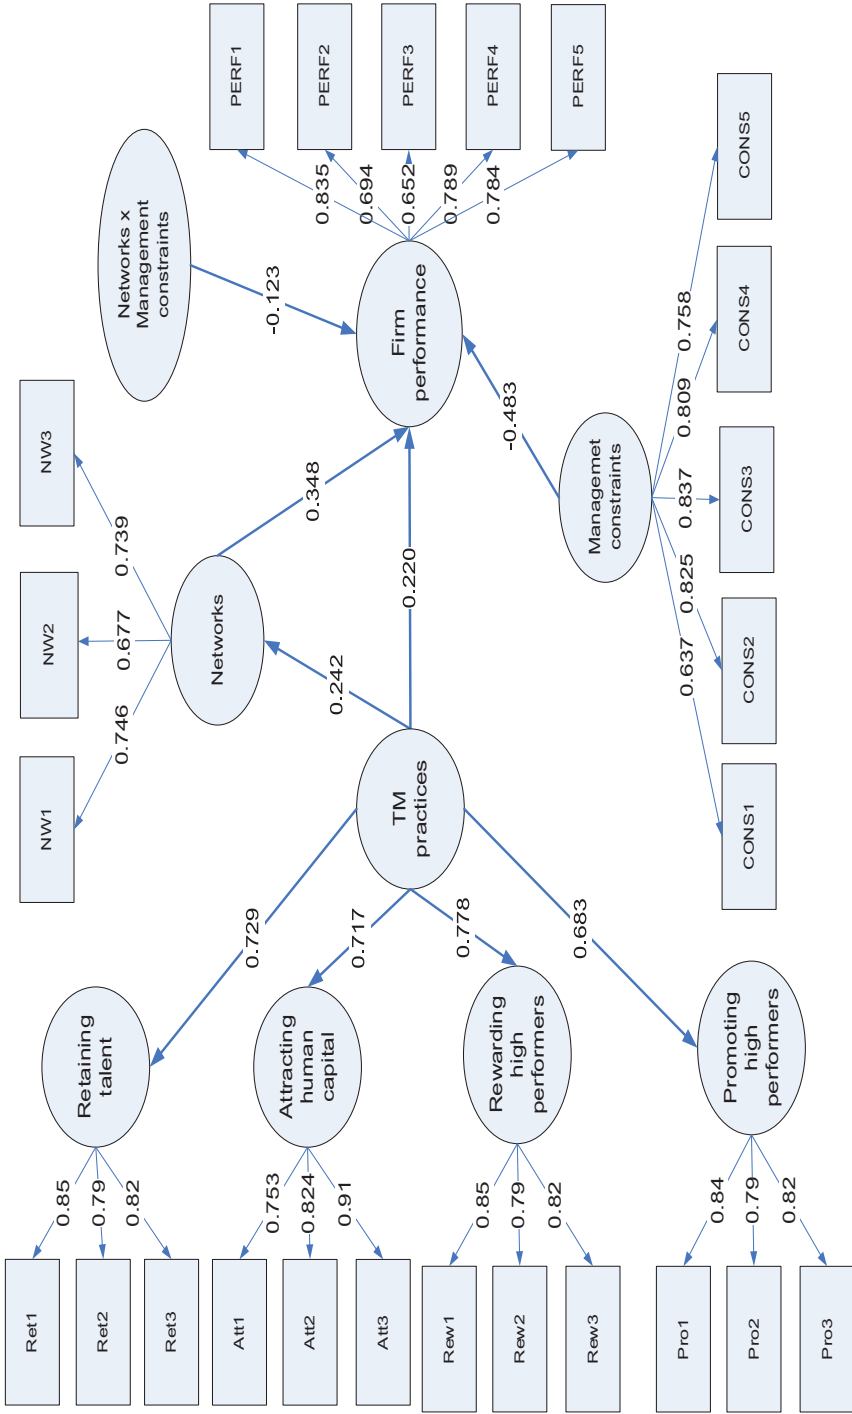 Ret1
Ret2
Ret3
0.85
0.79
0.82
Retaining
talent
Att1
Att2
Att3
0.753
0.824
0.91
Attracting
human
capital
Rew1
Rew2
Rew3
0.85
0.79
0.82
Rewarding
high
performers
Pro1
Pro2
Pro3
0.84
0.79
0.82
Promoting
high
performers
0.729
0.717
0.778
0.683
TM
practices
0.242
0.220
NW1
NW2
NW3
0.746
0.677
0.739
Networks
0.348
Networks x
Management
constraints
-0.123
Firm
performance
0.835
0.694
0.652
0.789
0.784
PERF1
PERF2
PERF3
PERF4
PERF5
-0.483
Managemet
constraints
0.637
0.825
0.837
0.809
0.758
CONS1
CONS2
CONS3
CONS4
CONS5